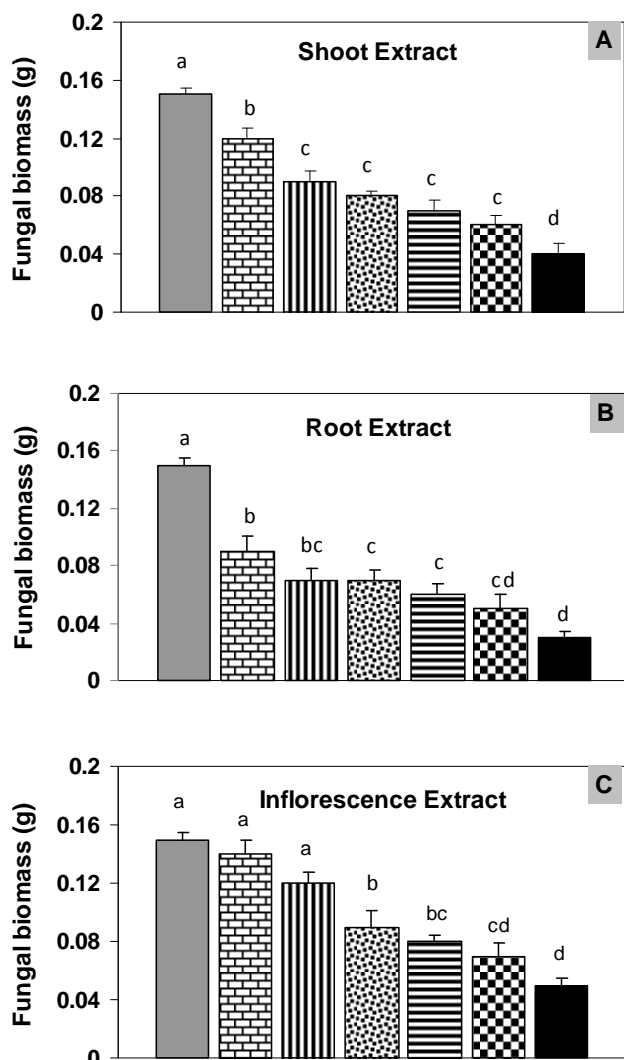 A
Shoot Extract
Fungal biomass (g)
0.2
0.16
0.12
0.08
0.04
0
a
b
c
c
c
c
d
B
Root Extract
Fungal biomass (g)
0.2
0.16
0.12
0.08
0.04
0
a
b
bc
c
c
cd
d
C
Inflorescence Extract
Fungal biomass (g)
0.2
0.16
0.12
0.08
0.04
0
a
a
a
b
bc
cd
d